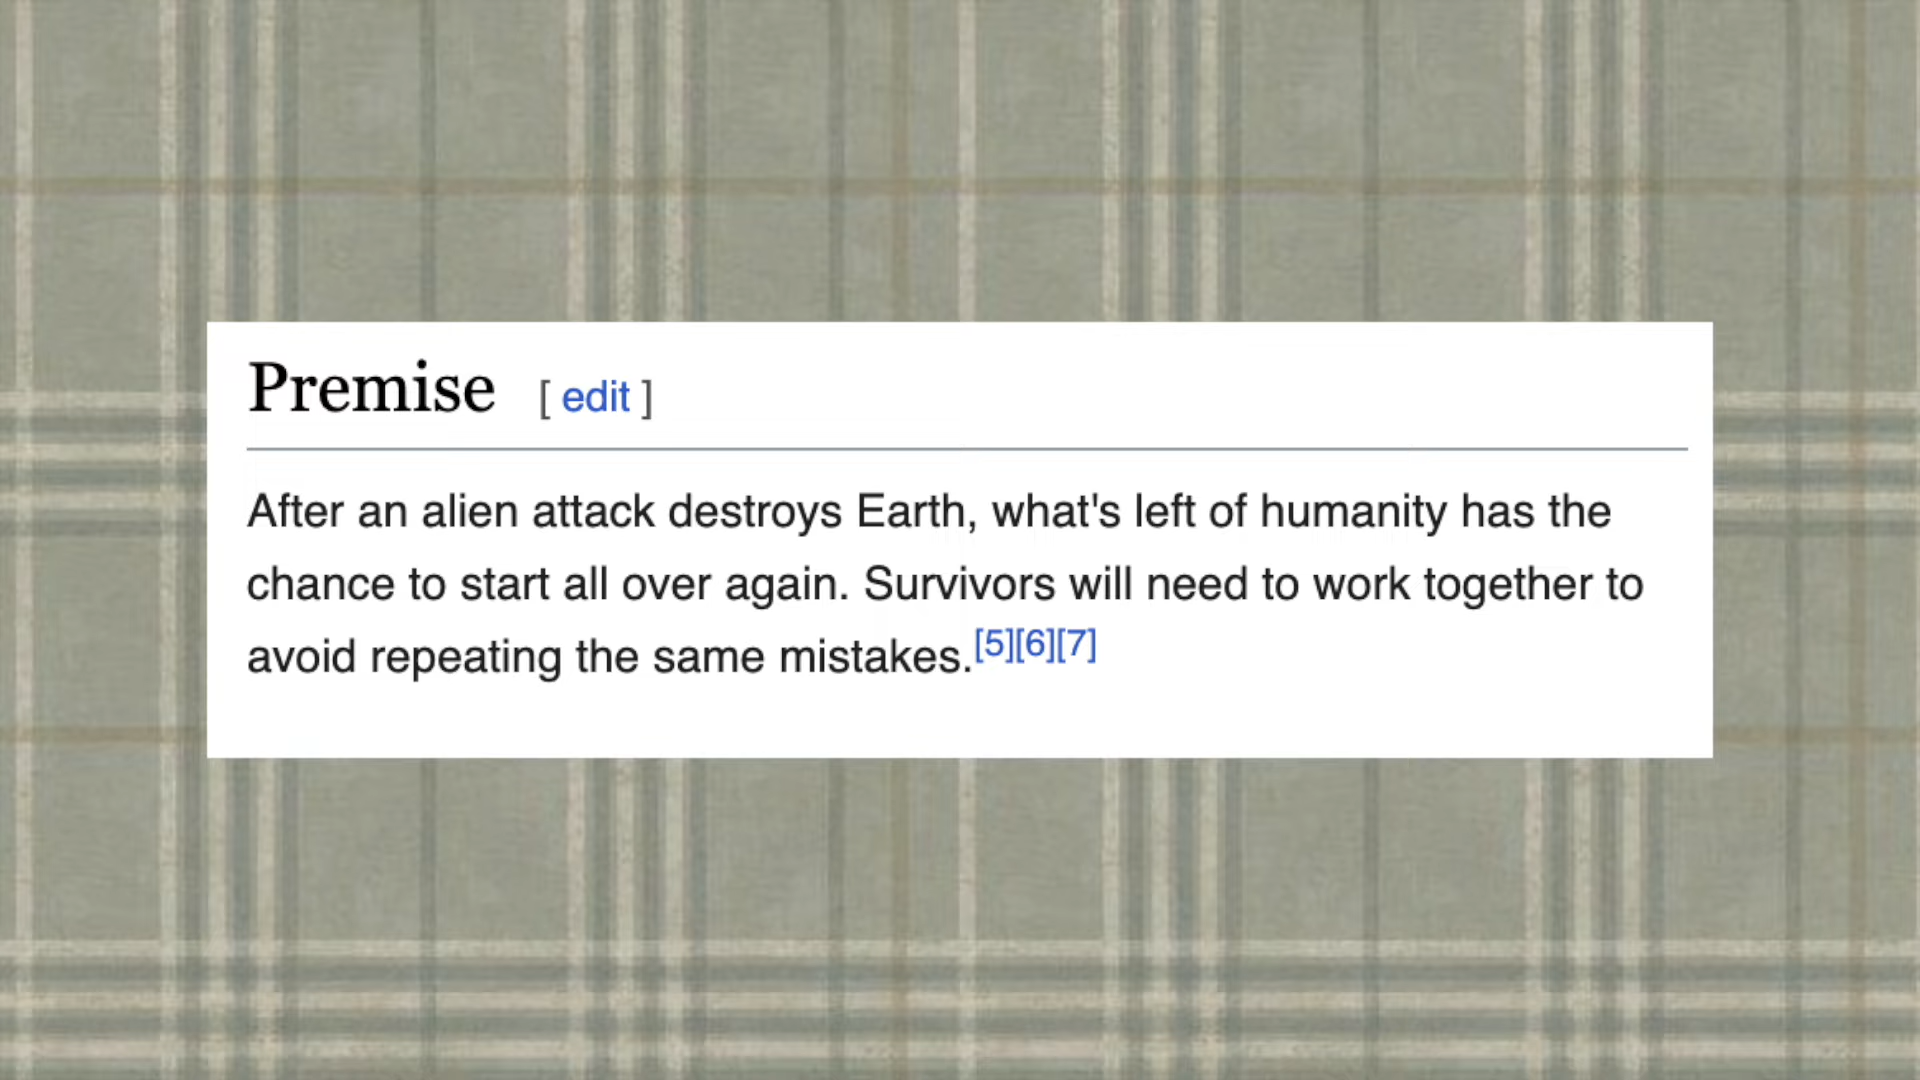 Premise [ edit ]
After an alien attack destroys Earth, what's left of humanity has the
chance to start all over again. Survivors will need to work together to
avoid repeating the same mistakes.[5][6][7]